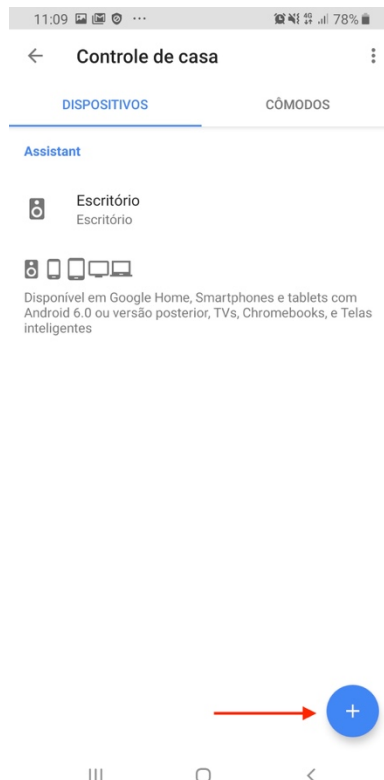 11:09 78%
Controle de casa
DISPOSITIVOS CÔMODOS
Assistant
Escritório
Escritório
Disponível em Google Home, Smartphones e tablets com
Android 6.0 ou versão posterior, TVs, Chromebooks, e Telas
inteligentes